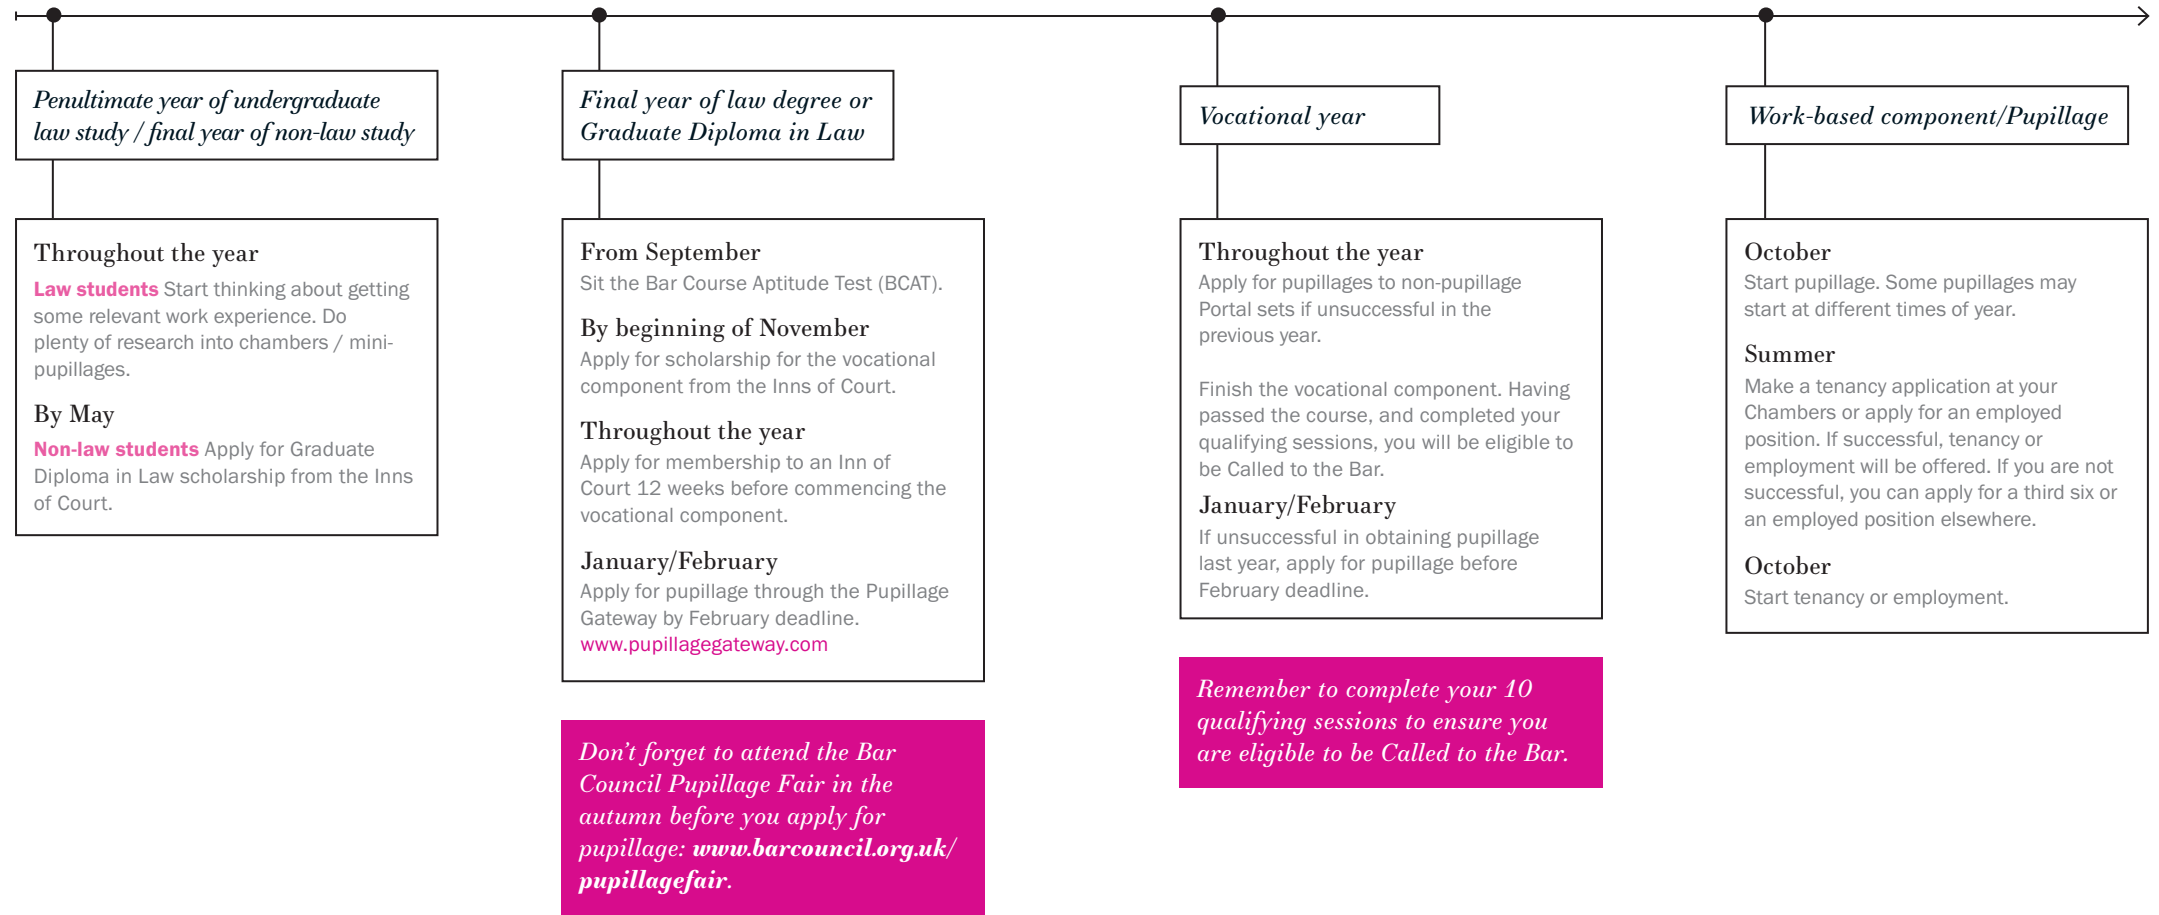 Penultimate year of undergraduate
law study / final year of non-law study
Throughout the year
Law students Start thinking about getting
some relevant work experience. Do
plenty of research into chambers / mini-
pupillages.
By May
Non-law students Apply for Graduate
Diploma in Law scholarship from the Inns
of Court.
Final year of law degree or
Graduate Diploma in Law
From September
Sit the Bar Course Aptitude Test (BCAT).
By beginning of November
Apply for scholarship for the vocational
component from the Inns of Court.
Throughout the year
Apply for membership to an Inn of
Court 12 weeks before commencing the
vocational component.
January/February
Apply for pupillage through the Pupillage
Gateway by February deadline.
www.pupillagegateway.com
Don't forget to attend the Bar
Council Pupillage Fair in the
autumn before you apply for
pupillage: www.barcouncil.org.uk/
pupillagefair.
Vocational year
Throughout the year
Apply for pupillages to non-pupillage
Portal sets if unsuccessful in the
previous year.
Finish the vocational component. Having
passed the course, and completed your
qualifying sessions, you will be eligible to
be Called to the Bar.
January/February
If unsuccessful in obtaining pupillage
last year, apply for pupillage before
February deadline.
Remember to complete your 10
qualifying sessions to ensure you
are eligible to be Called to the Bar.
Work-based component/Pupillage
October
Start pupillage. Some pupillages may
start at different times of year.
Summer
Make a tenancy application at your
Chambers or apply for an employed
position. If successful, tenancy or
employment will be offered. If you are not
successful, you can apply for a third six or
an employed position elsewhere.
October
Start tenancy or employment.